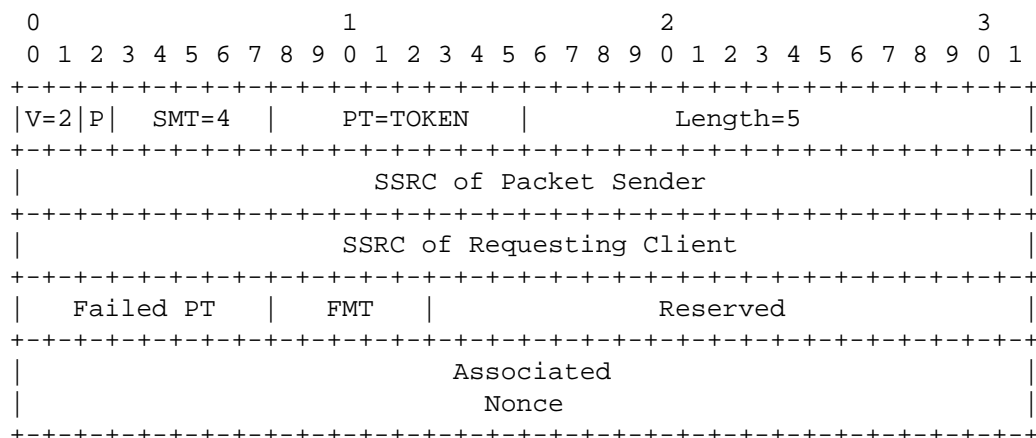 0                   1                   2                   3
 0 1 2 3 4 5 6 7 8 9 0 1 2 3 4 5 6 7 8 9 0 1 2 3 4 5 6 7 8 9 0 1
+-+-+-+-+-+-+-+-+-+-+-+-+-+-+-+-+-+-+-+-+-+-+-+-+-+-+-+-+-+-+-+-+
|V=2|P|  SMT=4  |    PT=TOKEN   |         Length=5              |
+-+-+-+-+-+-+-+-+-+-+-+-+-+-+-+-+-+-+-+-+-+-+-+-+-+-+-+-+-+-+-+-+
|                      SSRC of Packet Sender                    |
+-+-+-+-+-+-+-+-+-+-+-+-+-+-+-+-+-+-+-+-+-+-+-+-+-+-+-+-+-+-+-+-+
|                    SSRC of Requesting Client                  |
+-+-+-+-+-+-+-+-+-+-+-+-+-+-+-+-+-+-+-+-+-+-+-+-+-+-+-+-+-+-+-+-+
|   Failed PT   |   FMT   |              Reserved               |
+-+-+-+-+-+-+-+-+-+-+-+-+-+-+-+-+-+-+-+-+-+-+-+-+-+-+-+-+-+-+-+-+
|                           Associated                          |
|                             Nonce                             |
+-+-+-+-+-+-+-+-+-+-+-+-+-+-+-+-+-+-+-+-+-+-+-+-+-+-+-+-+-+-+-+-+